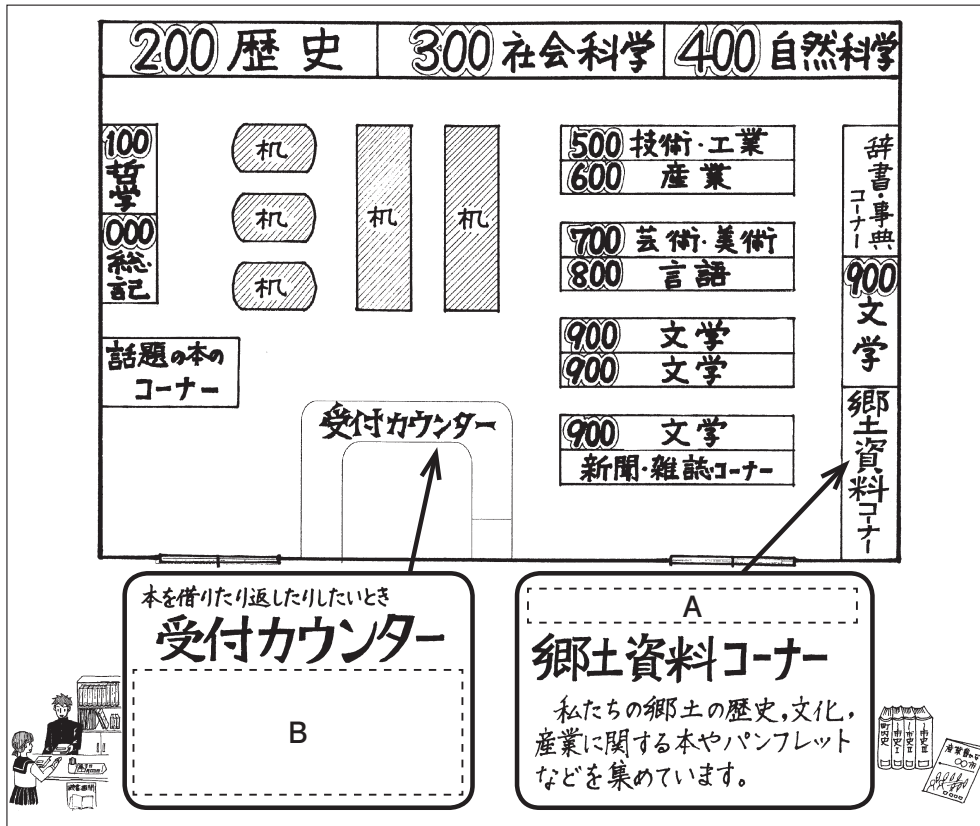 200 歴史
300 社会科学
400 自然科学
100 哲学
000 総記
机
机
机
机
机
500 技術・工業
600 産業
700 芸術・美術
800 言語
900 文学
900 文学
900 文学
新聞・雑誌コーナー
辞書・事典コーナー
900 文学
郷土資料コーナー
話題の本の
コーナー
受付カウンター
本を借りたり返したりしたいとき
受付カウンター
B
A
郷土資料コーナー
私たちの郷土の歴史，文化，
産業に関する本やパンフレット
などを集めています。